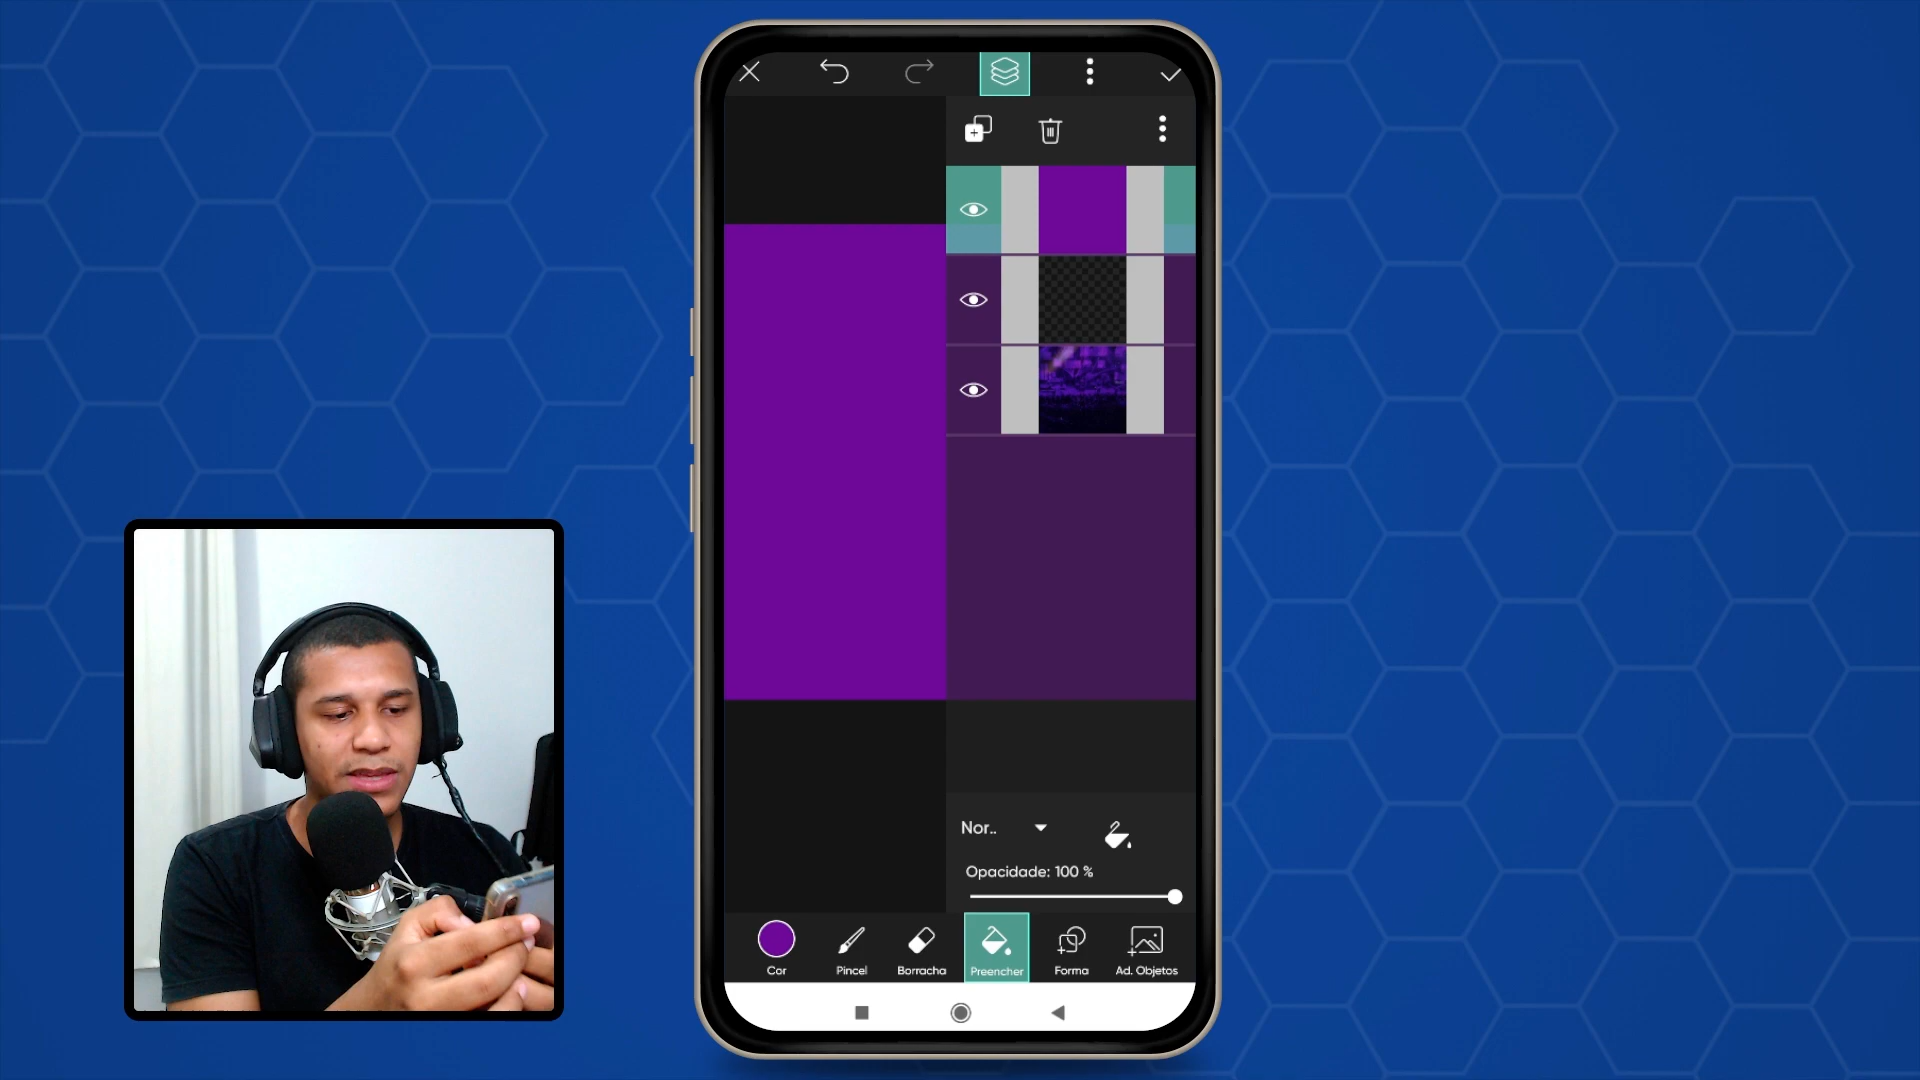 Nor..
Opacidade: 100 %
Cor
Pincel
Borracha
Preencher
Forma
Ad. Objetos